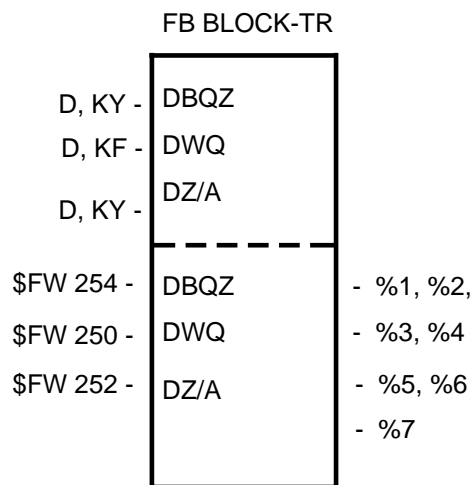 FB BLOCK-TR
D, KY - DBQZ
D, KF - DWQ
D, KY - DZ/A
$FW 254 - DBQZ - %1, %2,
$FW 250 - DWQ - %3, %4
$FW 252 - DZ/A - %5, %6
- %7